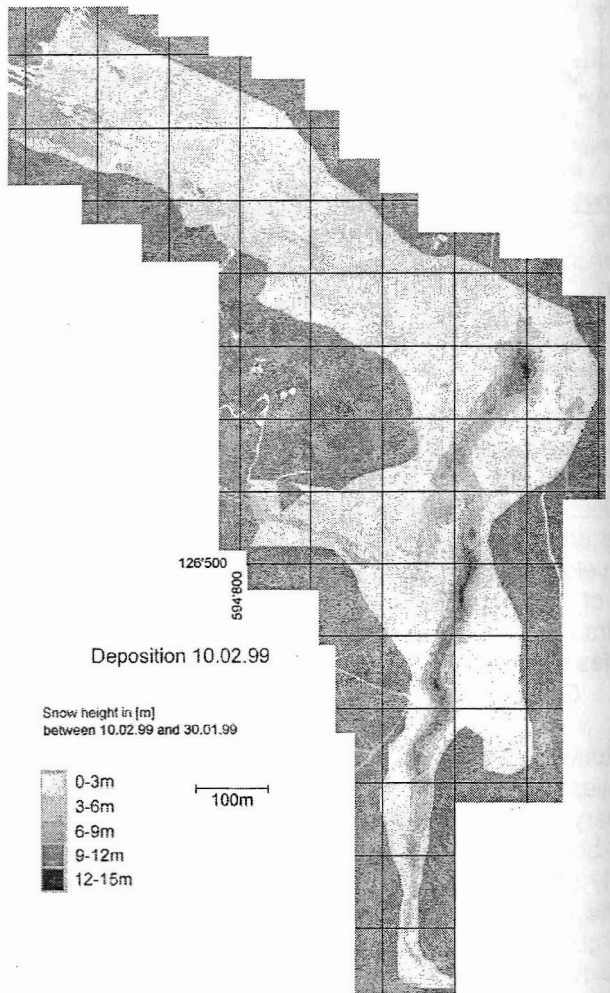 126'500
594'800
Deposition 10.02.99
Snow height in [m]
between 10.02.99 and 30.01.99
0-3m
3-6m
6-9m
9-12m
12-15m
100m